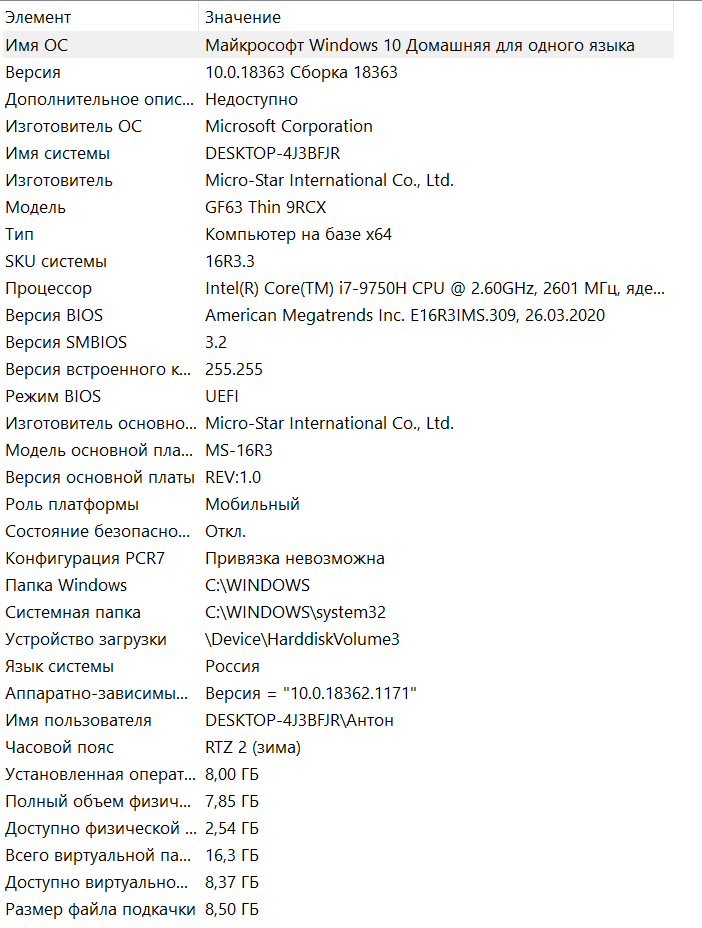 Элемент Значение
Имя ОС Майкрософт Windows 10 Домашняя для одного языка
Версия 10.0.18363 Сборка 18363
Дополнительное опис... Недоступно
Изготовитель ОС Microsoft Corporation
Имя системы DESKTOP-4J3BFJR
Изготовитель Micro-Star International Co., Ltd.
Модель GF63 Thin 9RCX
Тип Компьютер на базе x64
SKU системы 16R3.3
Процессор Intel(R) Core(TM) i7-9750H CPU @ 2.60GHz, 2601 МГц, яде...
Версия BIOS American Megatrends Inc. E16R3IMS.309, 26.03.2020
Версия SMBIOS 3.2
Версия встроенного к... 255.255
Режим BIOS UEFI
Изготовитель основно... Micro-Star International Co., Ltd.
Модель основной пла... MS-16R3
Версия основной платы REV:1.0
Роль платформы Мобильный
Состояние безопасно... Откл.
Конфигурация PCR7 Привязка невозможна
Папка Windows C:\WINDOWS
Системная папка C:\WINDOWS\system32
Устройство загрузки \Device\HarddiskVolume3
Язык системы Россия
Аппаратно-зависимы... Версия = "10.0.18362.1171"
Имя пользователя DESKTOP-4J3BFJR\Антон
Часовой пояс RTZ 2 (зима)
Установленная операт... 8,00 ГБ
Полный объем физич... 7,85 ГБ
Доступно физической ... 2,54 ГБ
Всего виртуальной па... 16,3 ГБ
Доступно виртуально... 8,37 ГБ
Размер файла подкачки 8,50 ГБ